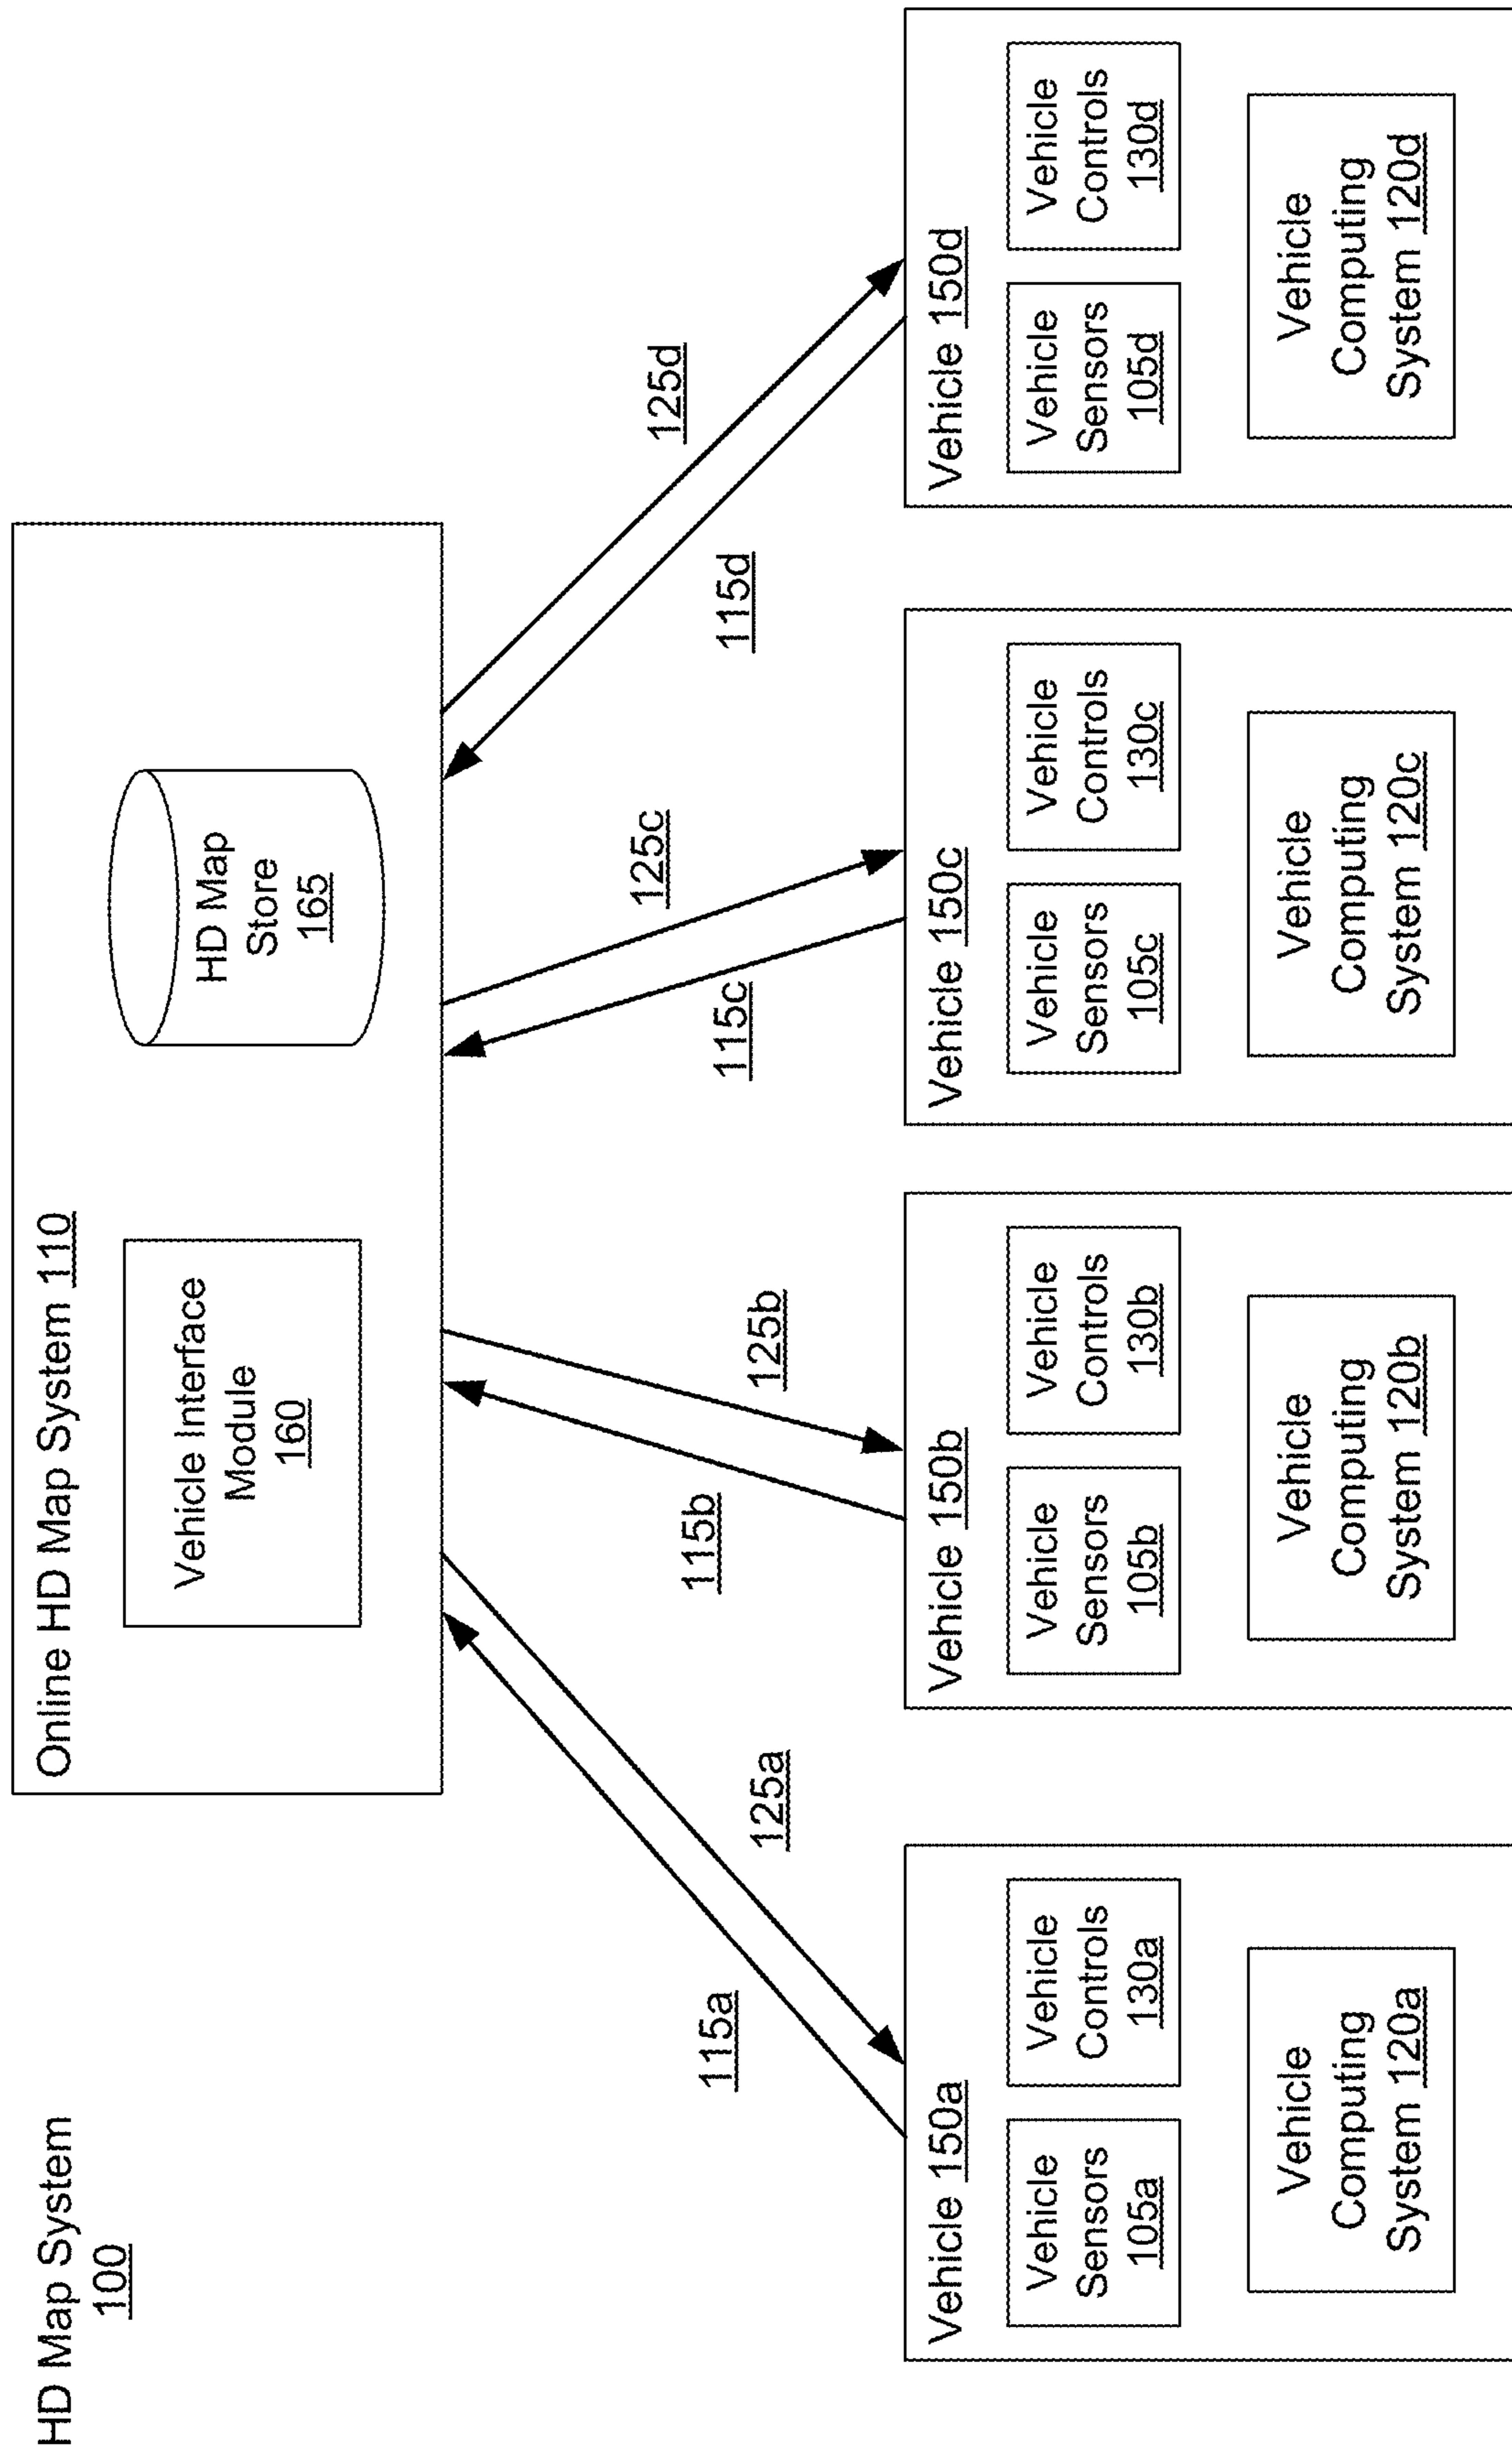 HD Map System
100
Online HD Map System 110
Vehicle Interface
Module
160
HD Map
Store
165
115a
125a
115b
125b
115c
125c
115d
125d
Vehicle 150a
Vehicle
Sensors
105a
Vehicle
Controls
130a
Vehicle
Computing
System 120a
Vehicle 150b
Vehicle
Sensors
105b
Vehicle
Controls
130b
Vehicle
Computing
System 120b
Vehicle 150c
Vehicle
Sensors
105c
Vehicle
Controls
130c
Vehicle
Computing
System 120c
Vehicle 150d
Vehicle
Sensors
105d
Vehicle
Controls
130d
Vehicle
Computing
System 120d